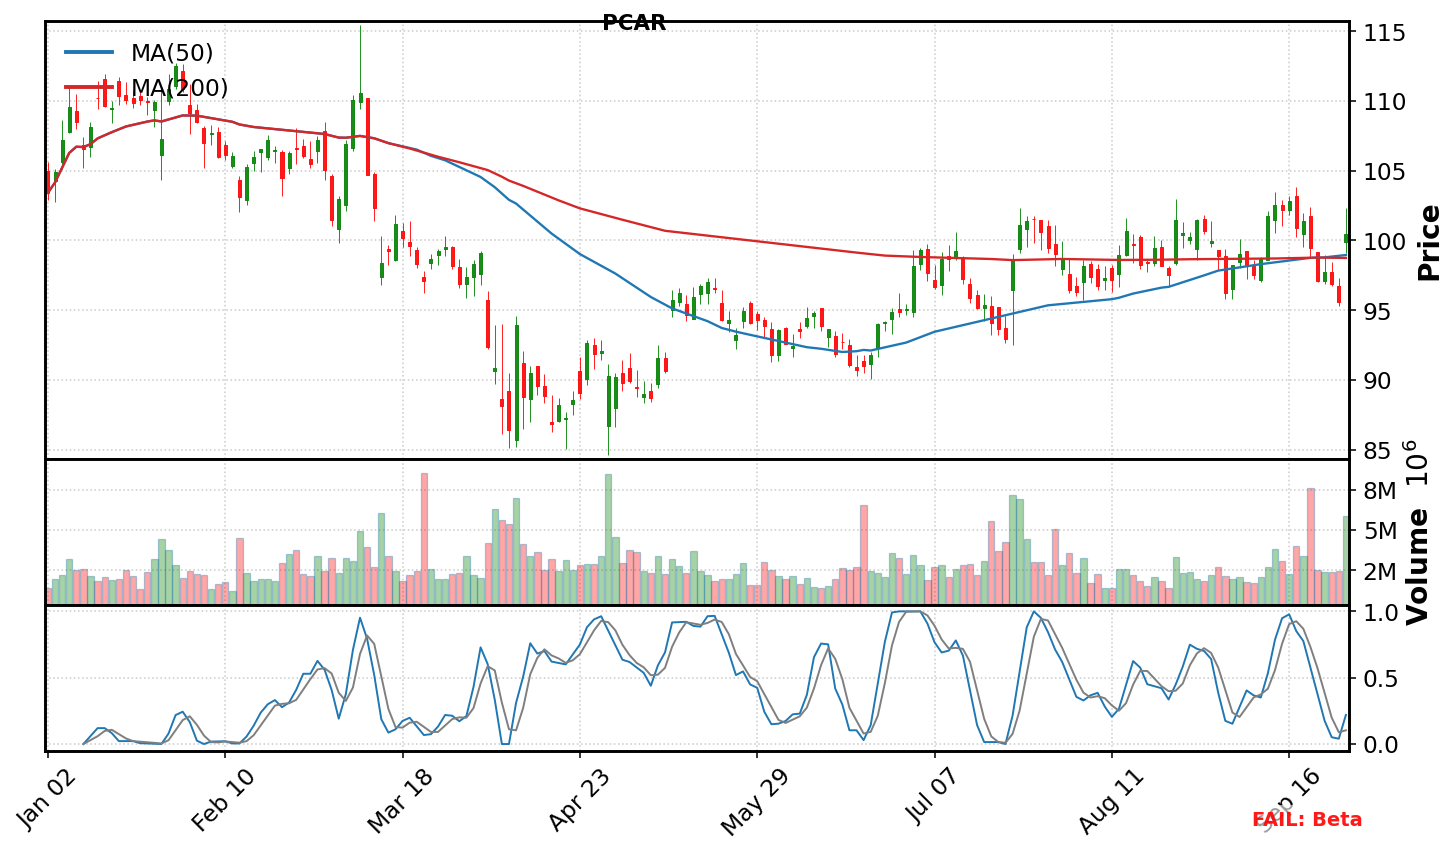 PCAR
MA(50)
MA(200)
115
110
105
100
95
90
85
Price
8M
5M
2M
Volume 10^6
1.0
0.5
0.0
Jan 02
Feb 10
Mar 18
Apr 23
May 29
Jul 07
Aug 11
Sep 16
FAIL: Beta